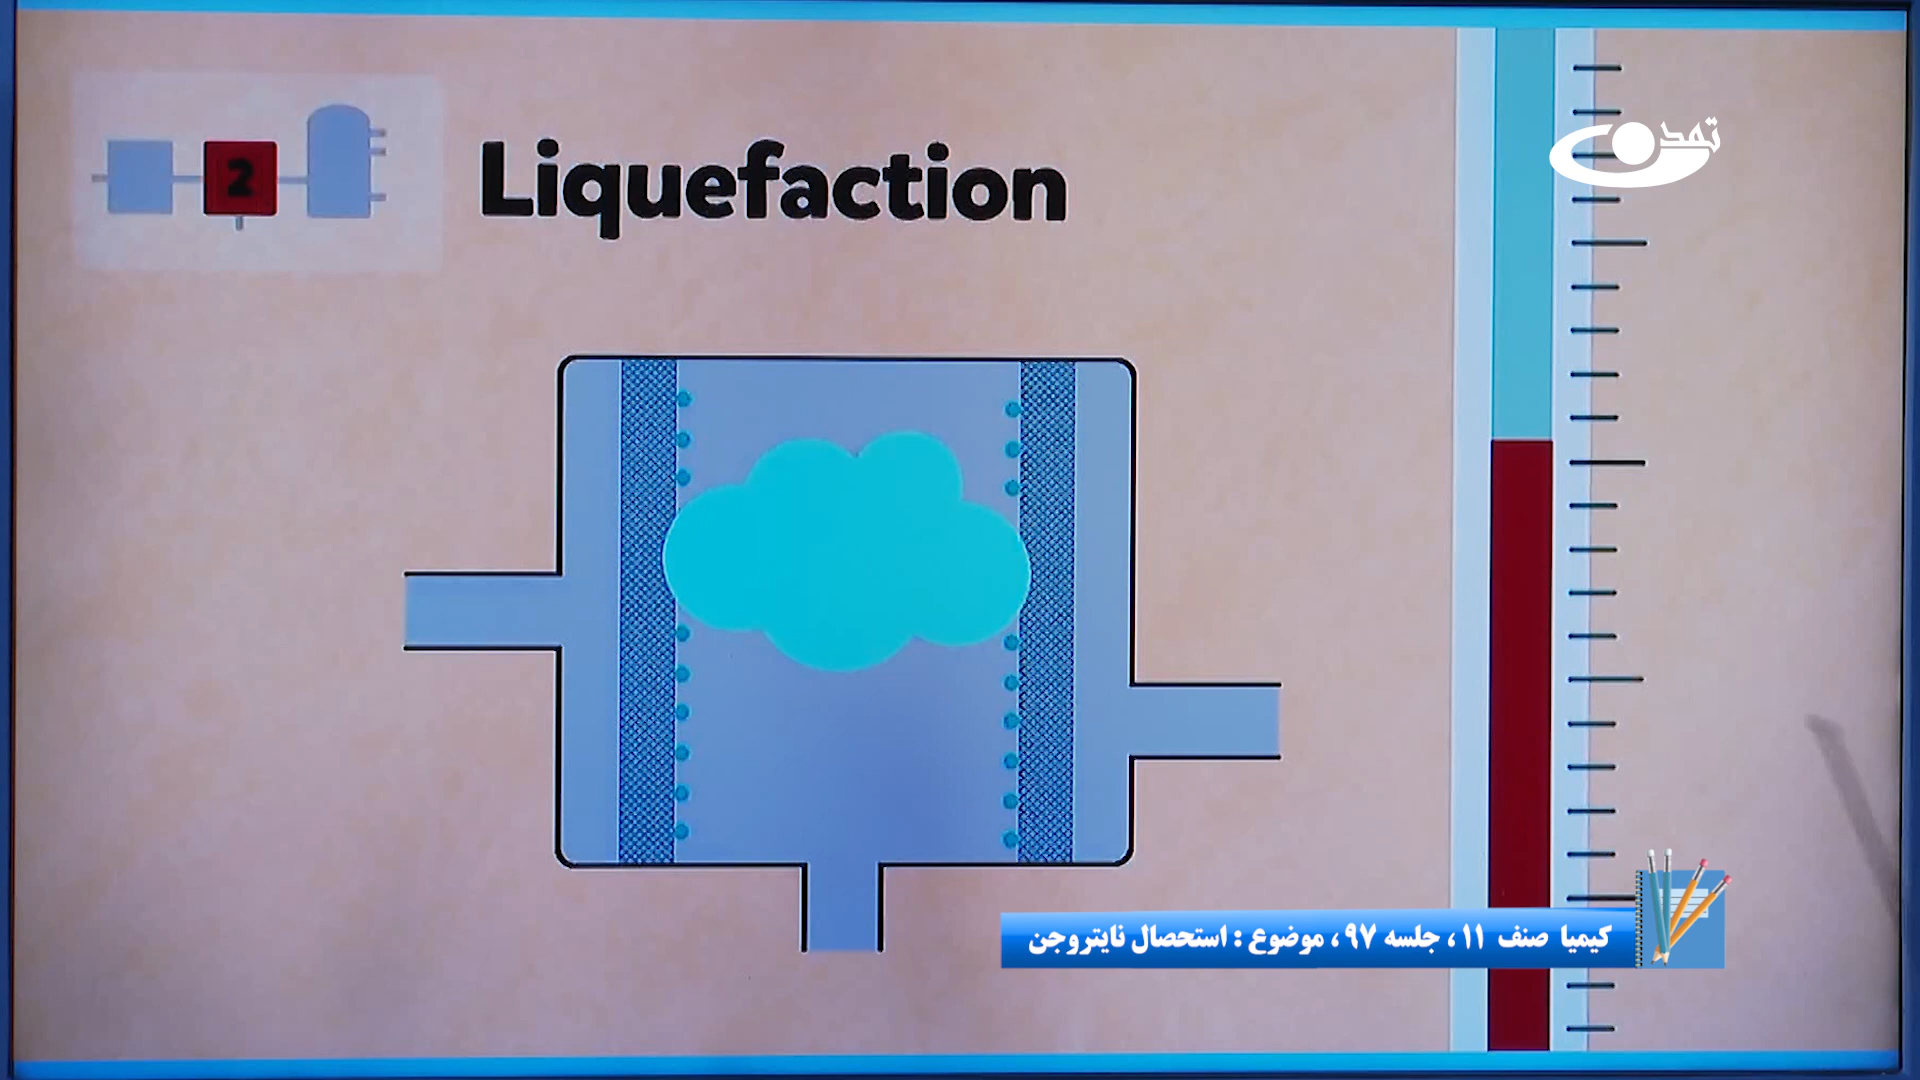 2
Liquefaction
تمدن
کیمیا صنف ۱۱، جلسه ۹۷، موضوع : استحصال نایتروجن